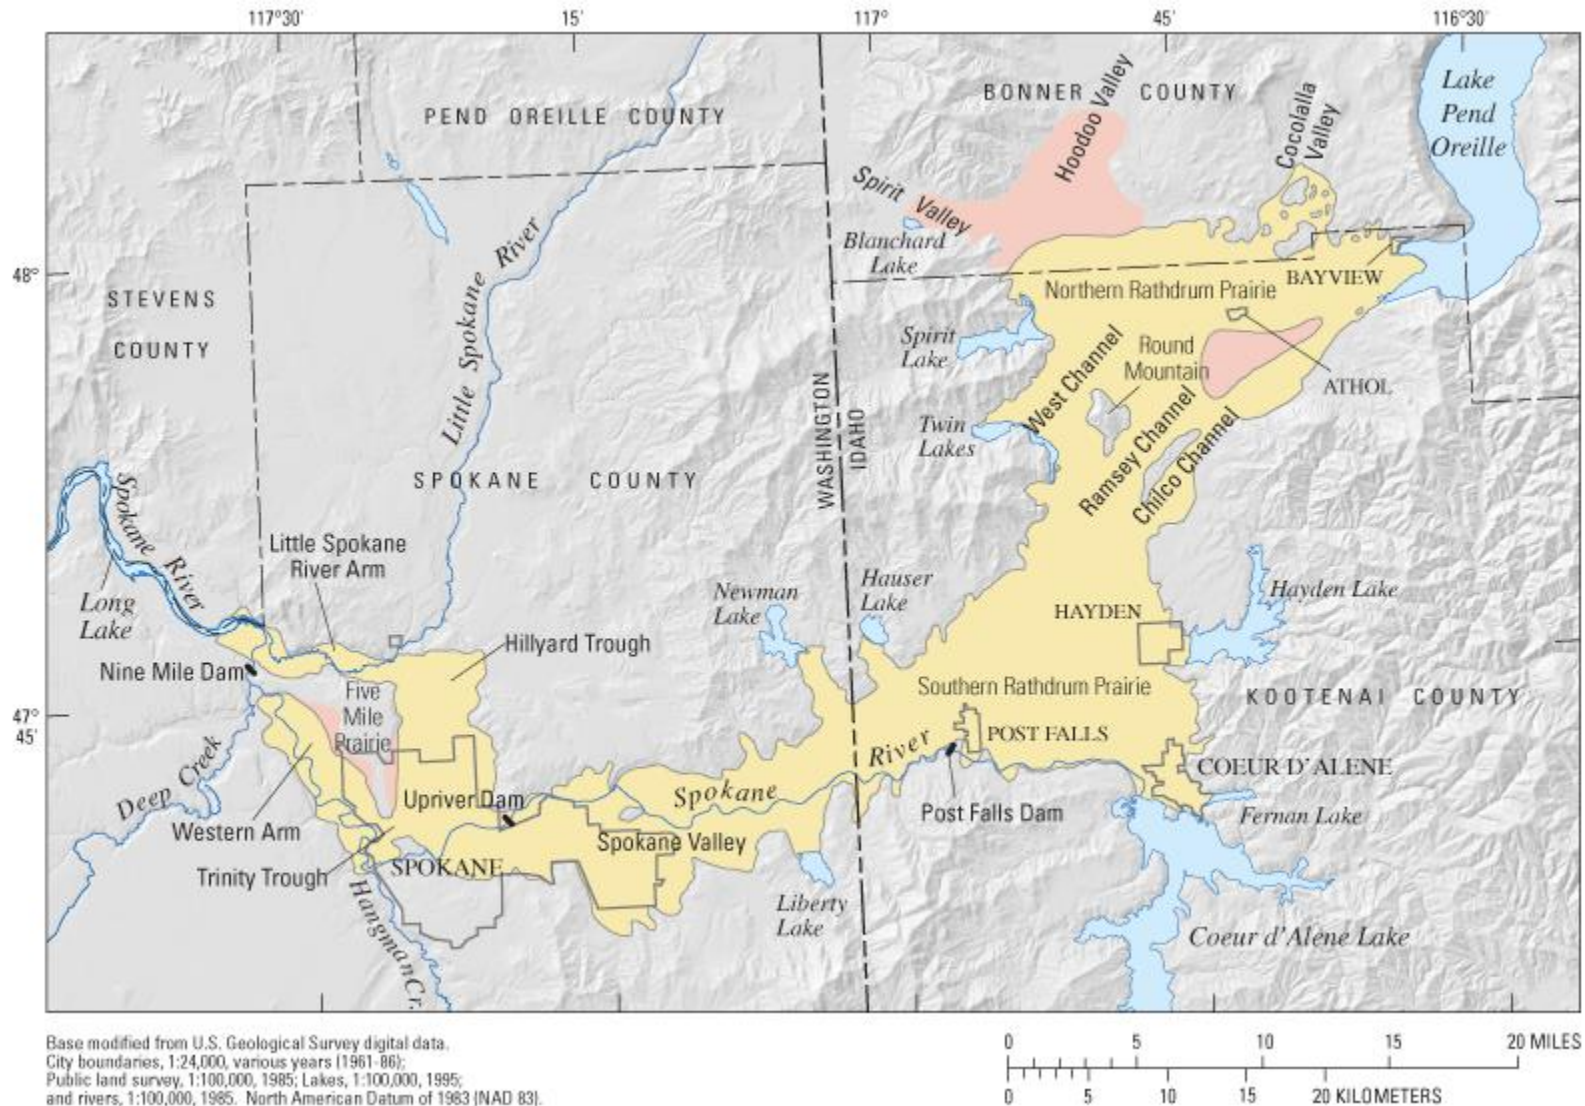 117°30'
15'
117°
45'
116°30'
48°
47°
45'
PEND OREILLE COUNTY
BONNER COUNTY
Hoodoo Valley
Cocolalla
Valley
Lake
Pend
Oreille
Spirit Valley
Blanchard
Lake
STEVENS
COUNTY
Little Spokane River
Northern Rathdrum Prairie
BAYVIEW
Spirit
Lake
West Channel
Round
Mountain
ATHOL
Twin
Lakes
Ramsey Channel
Chilco Channel
WASHINGTON
IDAHO
SPOKANE COUNTY
Spokane River
Long
Lake
Little Spokane
River Arm
Newman
Lake
Hauser
Lake
Hayden Lake
HAYDEN
Hillyard Trough
Nine Mile Dam
Five
Mile
Prairie
Southern Rathdrum Prairie
KOOTENAI COUNTY
POST FALLS
COEUR D'ALENE
Deep Creek
Spokane River
Upriver Dam
Post Falls Dam
Fernan Lake
Western Arm
Spokane Valley
Trinity Trough
SPOKANE
Hangman Cr.
Liberty
Lake
Coeur d'Alene Lake
Base modified from U.S. Geological Survey digital data.
City boundaries, 1:24,000, various years (1961-86);
Public land survey, 1:100,000, 1985; Lakes, 1:100,000, 1995;
and rivers, 1:100,000, 1985. North American Datum of 1983 (NAD 83).
0 5 10 15 20 MILES
0 5 10 15 20 KILOMETERS